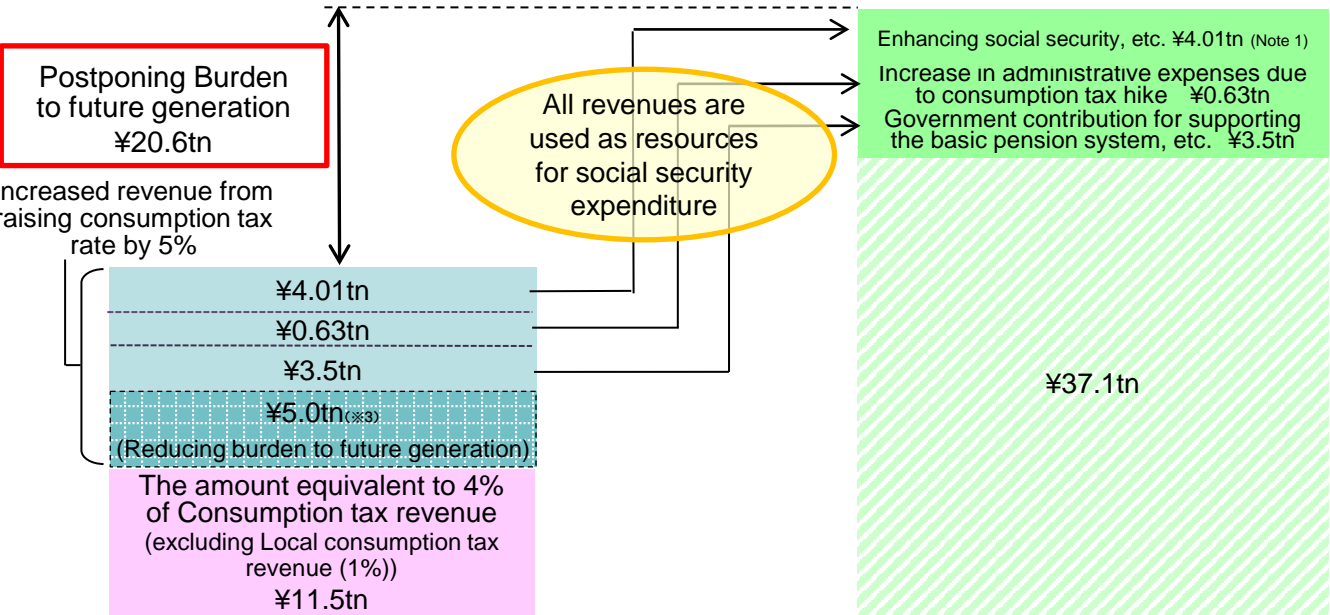 Postponing Burden
to future generation
¥20.6tn
increased revenue from
raising consumption tax
rate by 5%
All revenues are
used as resources
for social security
expenditure
Enhancing social security, etc. ¥4.01tn (Note 1)
Increase in administrative expenses due
to consumption tax hike ¥0.63tn
Government contribution for supporting
the basic pension system, etc. ¥3.5tn
¥4.01tn
¥0.63tn
¥3.5tn
¥5.0tn(※3)
(Reducing burden to future generation)
The amount equivalent to 4%
of Consumption tax revenue
(excluding Local consumption tax
revenue (1%))
¥11.5tn
¥37.1tn